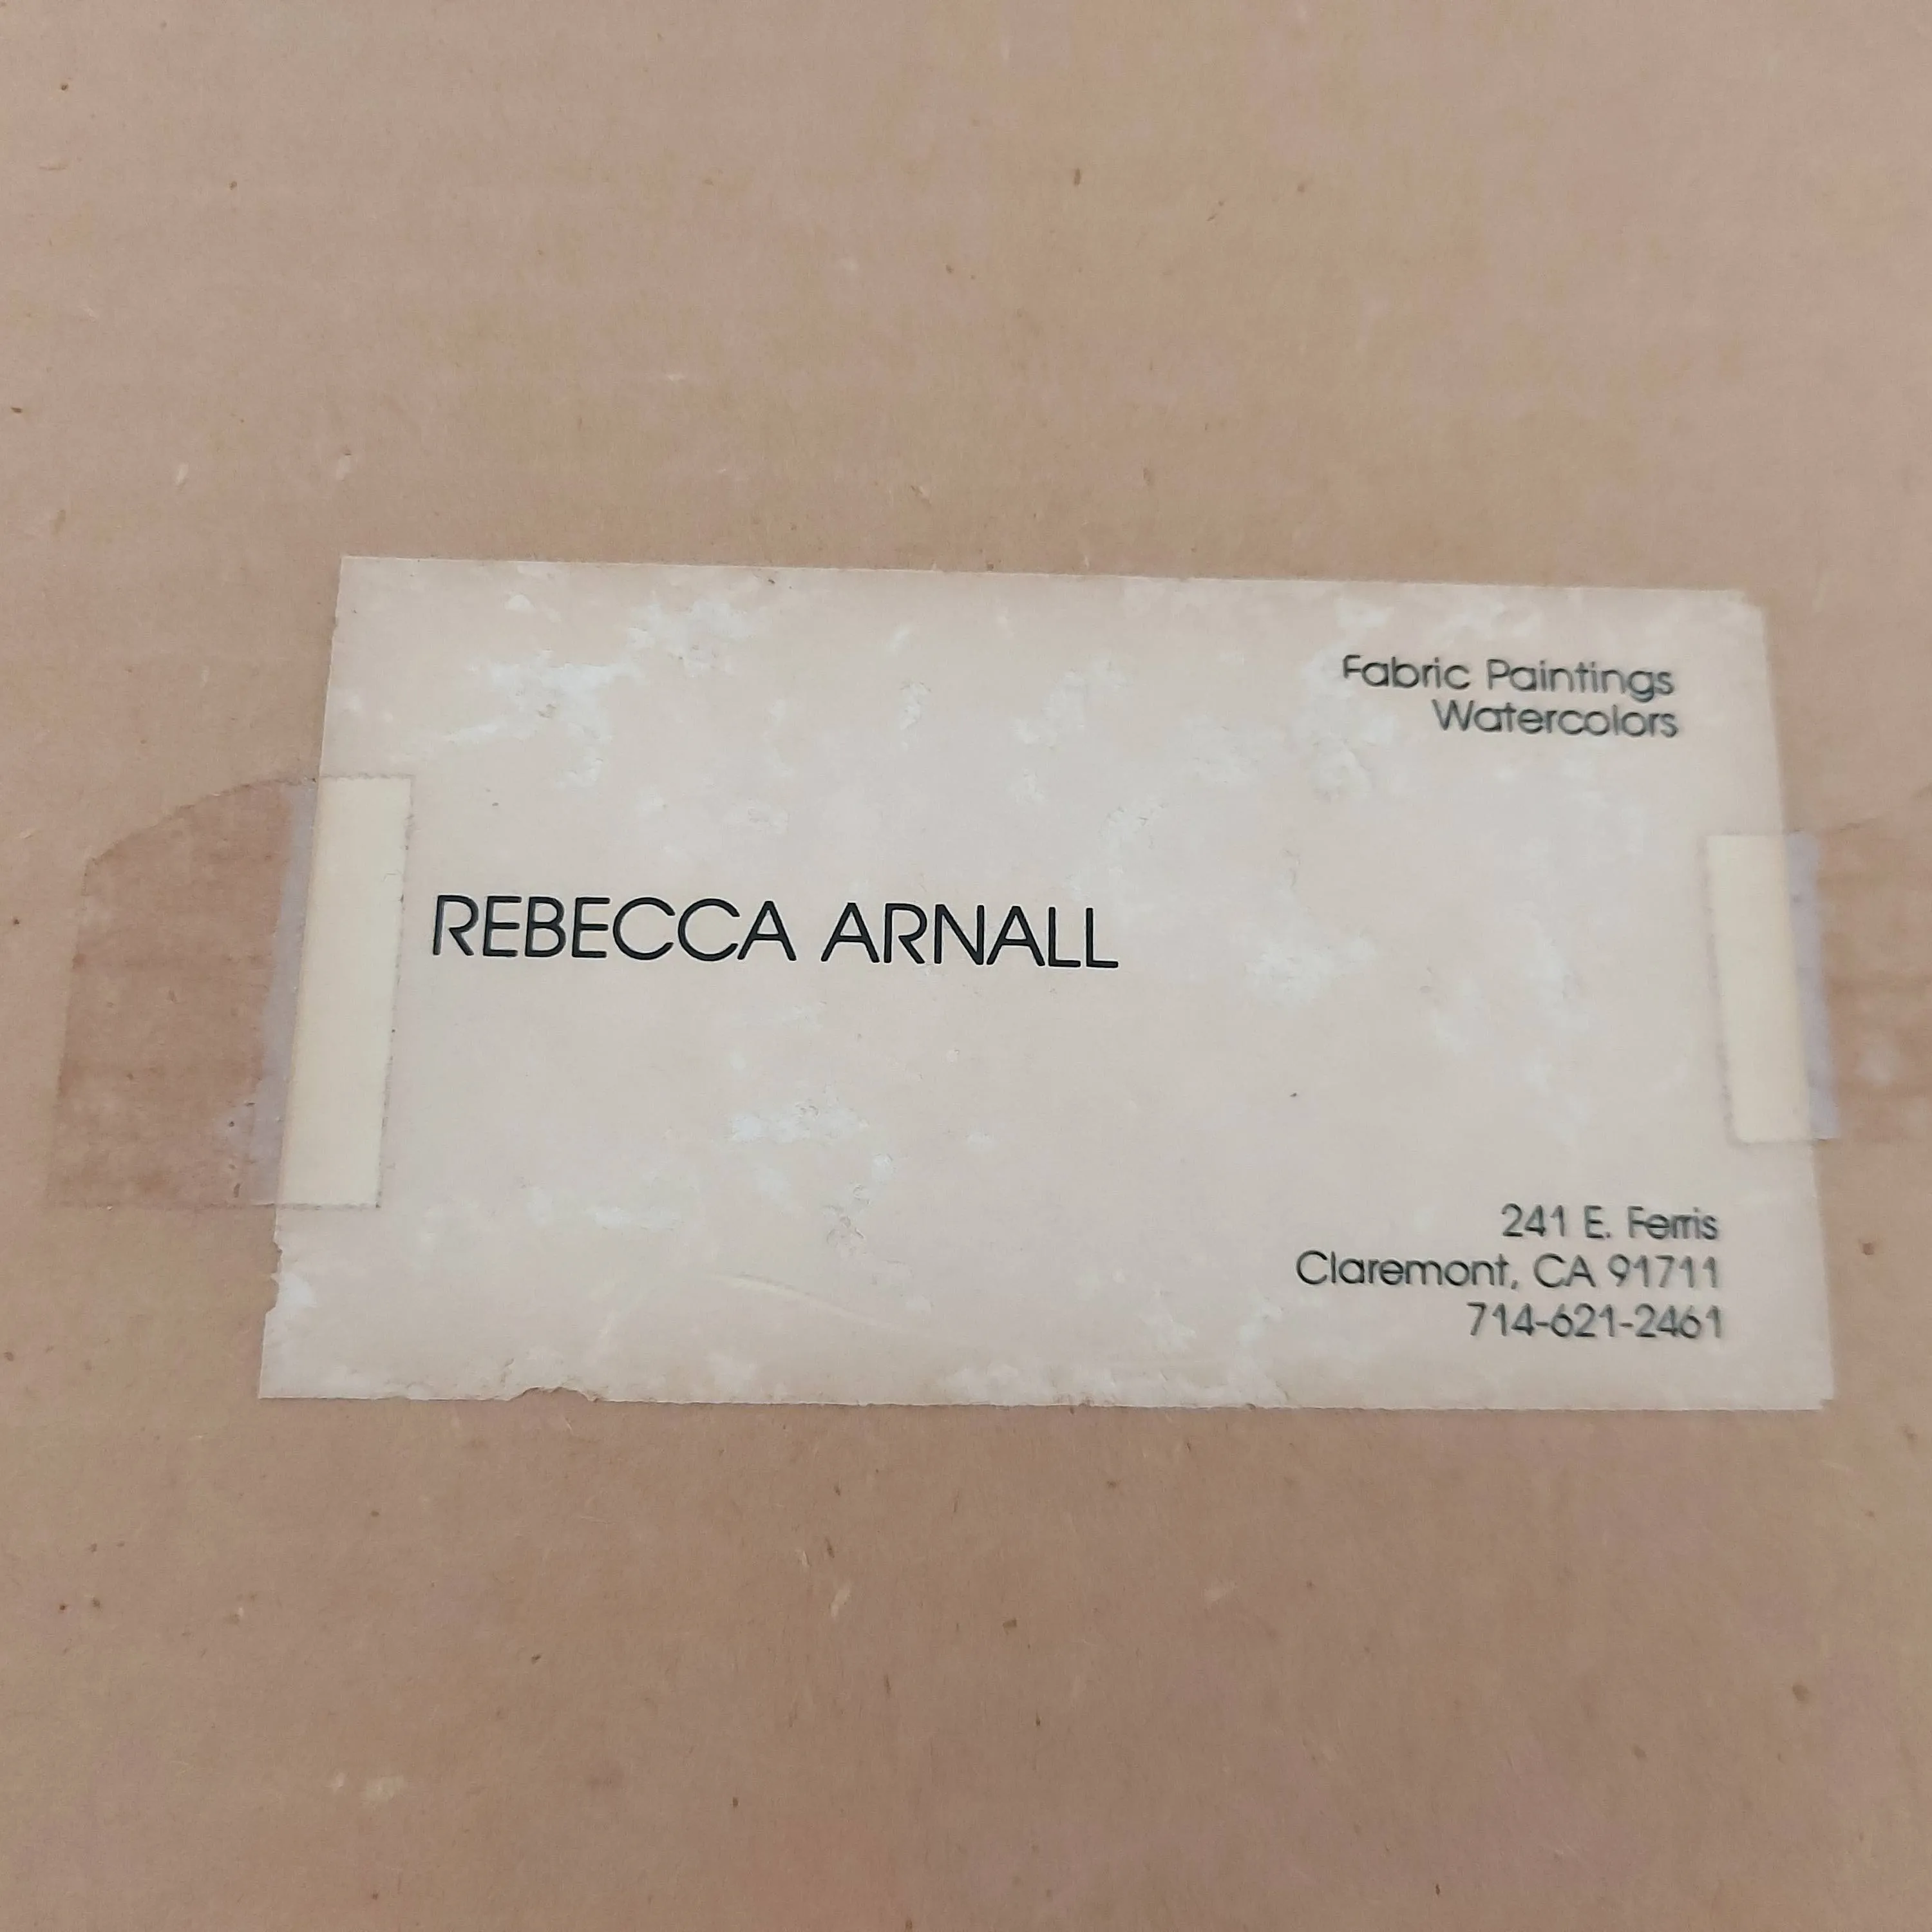 Fabric Paintings
Watercolors
REBECCA ARNALL
241 E. Ferris
Claremont, CA 91711
714-621-2461